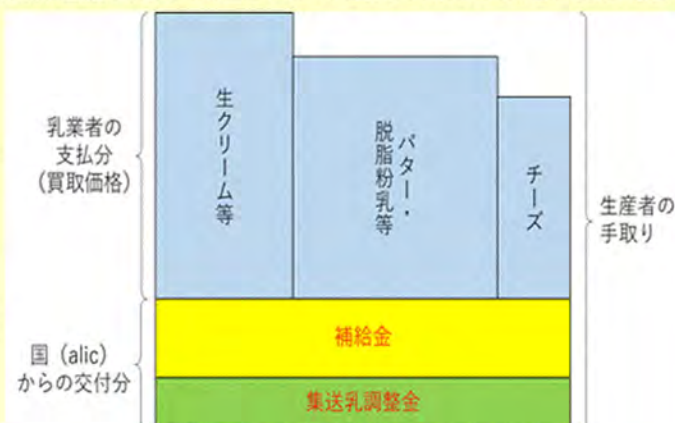 乳業者の
支払分
(買取価格)
生クリーム等
バター・
脱脂粉乳等
チーズ
生産者の
手取り
補給金
国（alic）
からの交付分
集送乳調整金